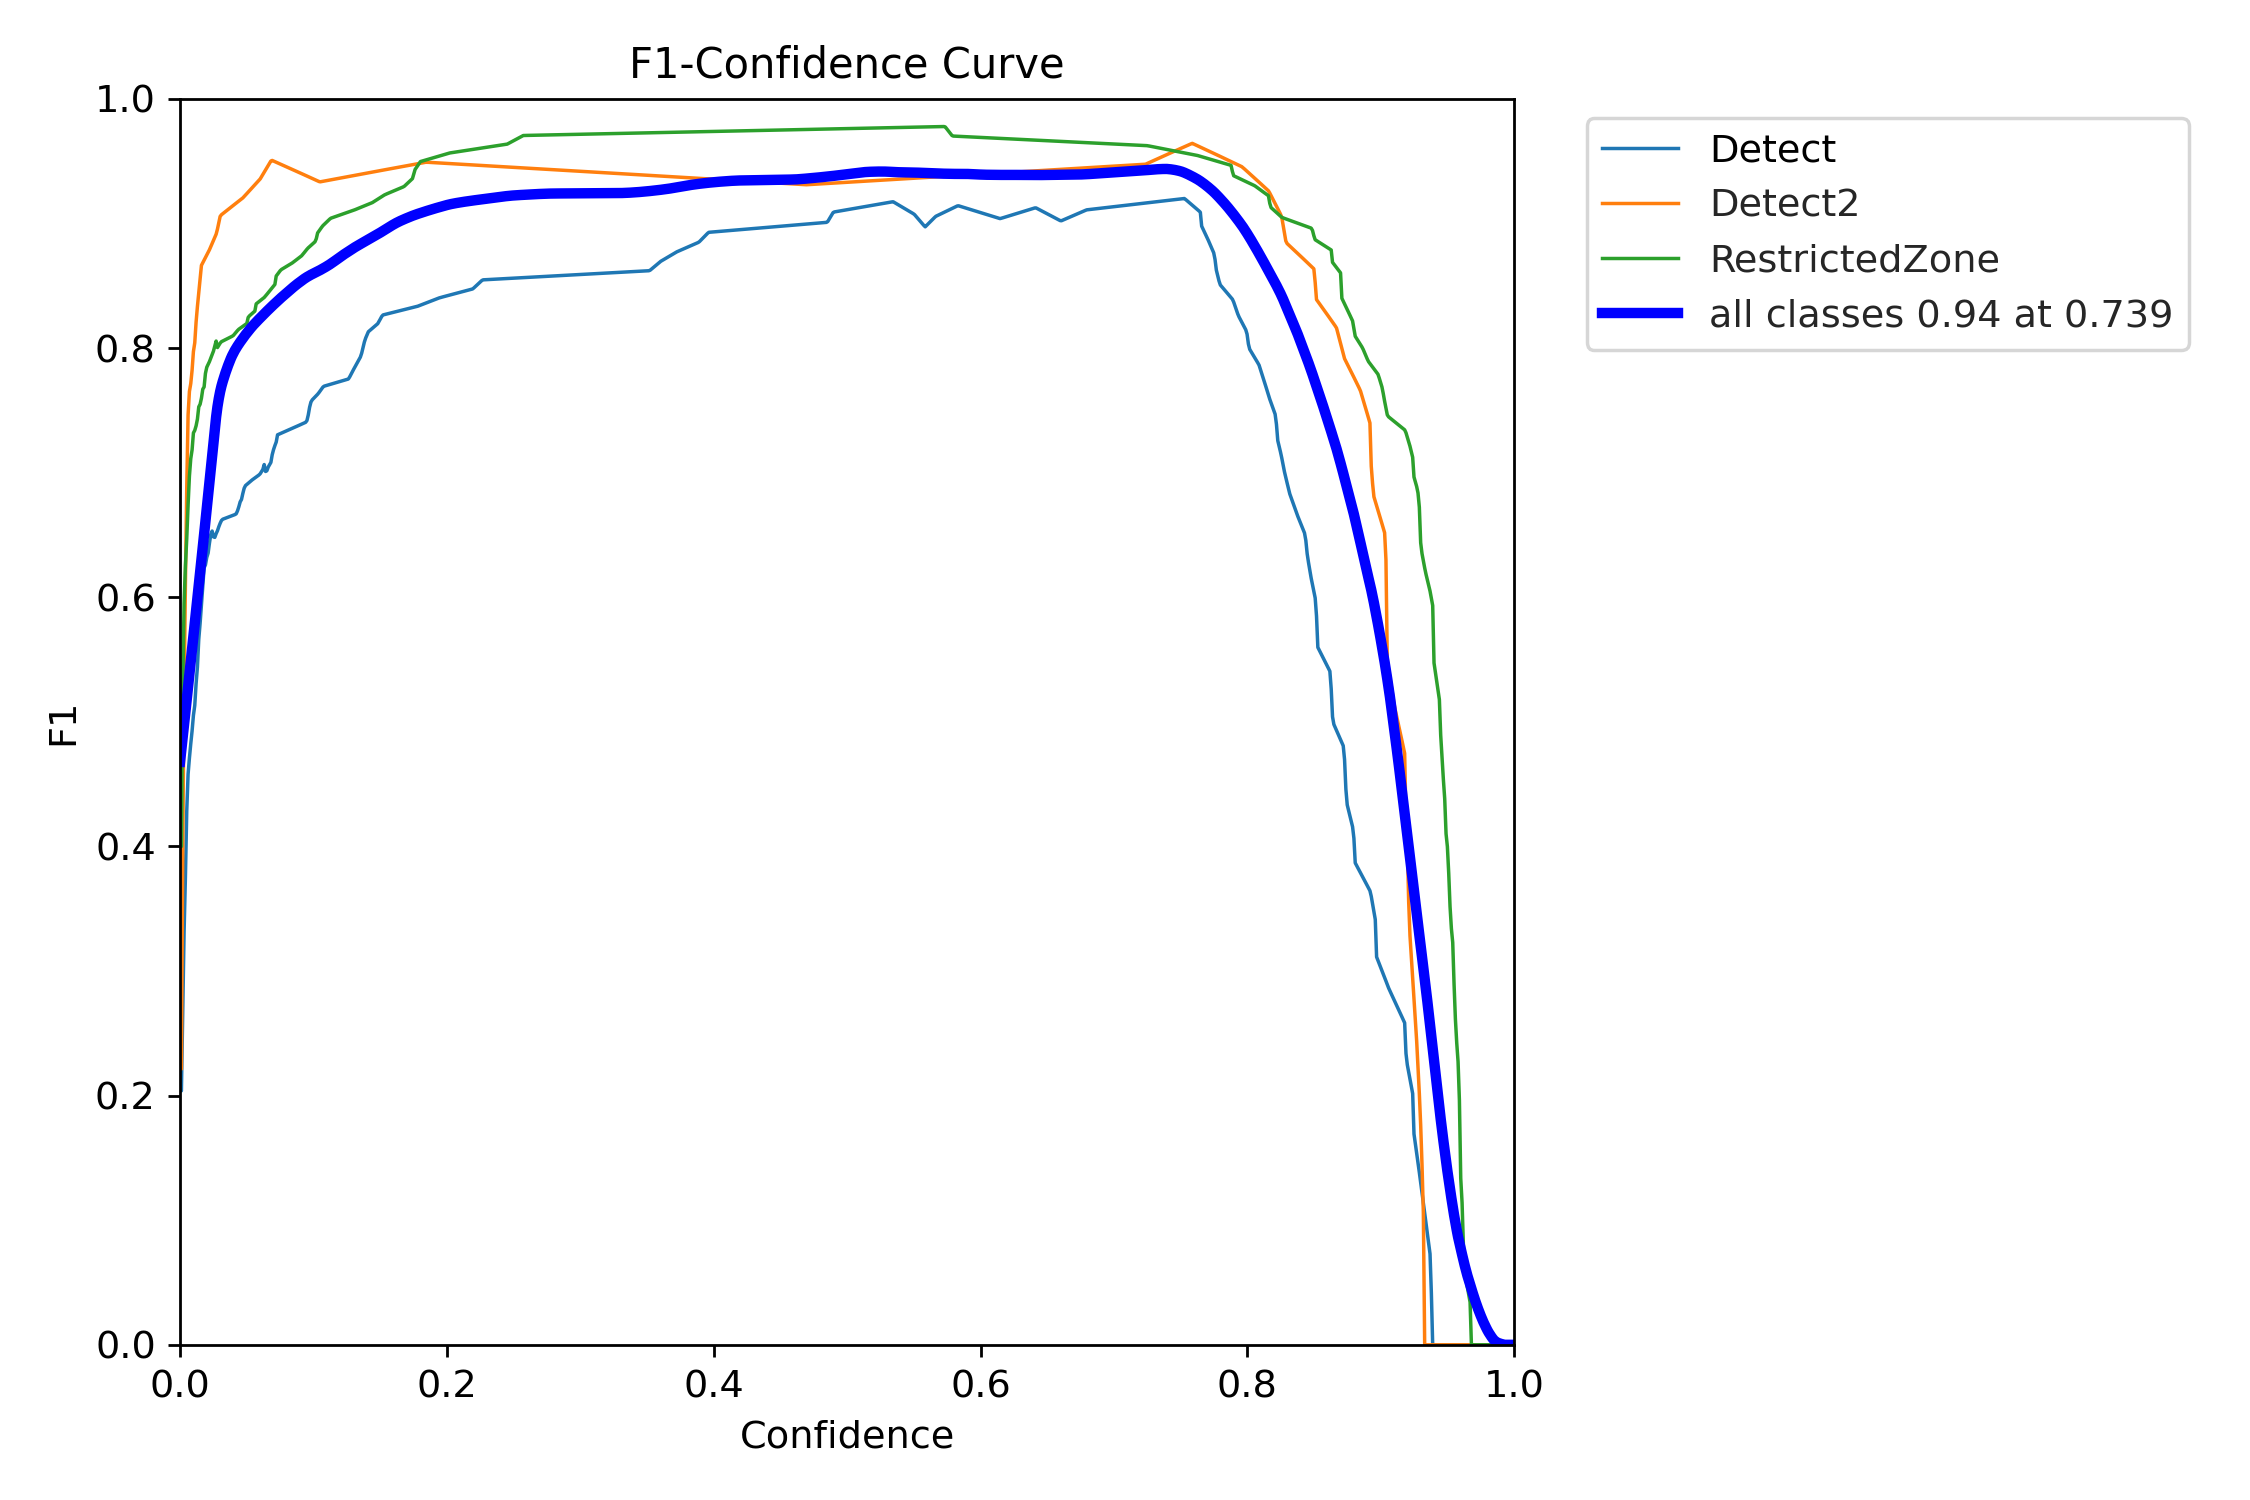 F1-Confidence Curve
1.0
0.8
0.6
0.4
0.2
0.0
F1
0.0 0.2 0.4 0.6 0.8 1.0
Confidence
Detect
Detect2
RestrictedZone
all classes 0.94 at 0.739